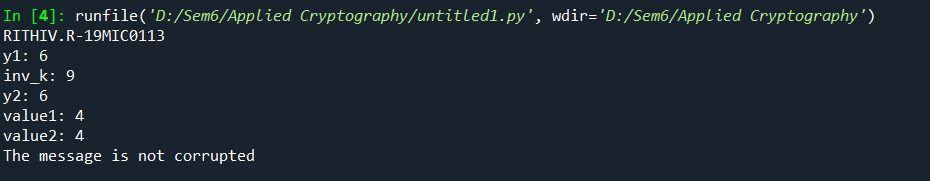 In [4]: runfile('D:/Sem6/Applied Cryptography/untitled1.py', wdir='D:/Sem6/Applied Cryptography')
RITHIV.R-19MIC0113
y1: 6
inv_k: 9
y2: 6
value1: 4
value2: 4
The message is not corrupted